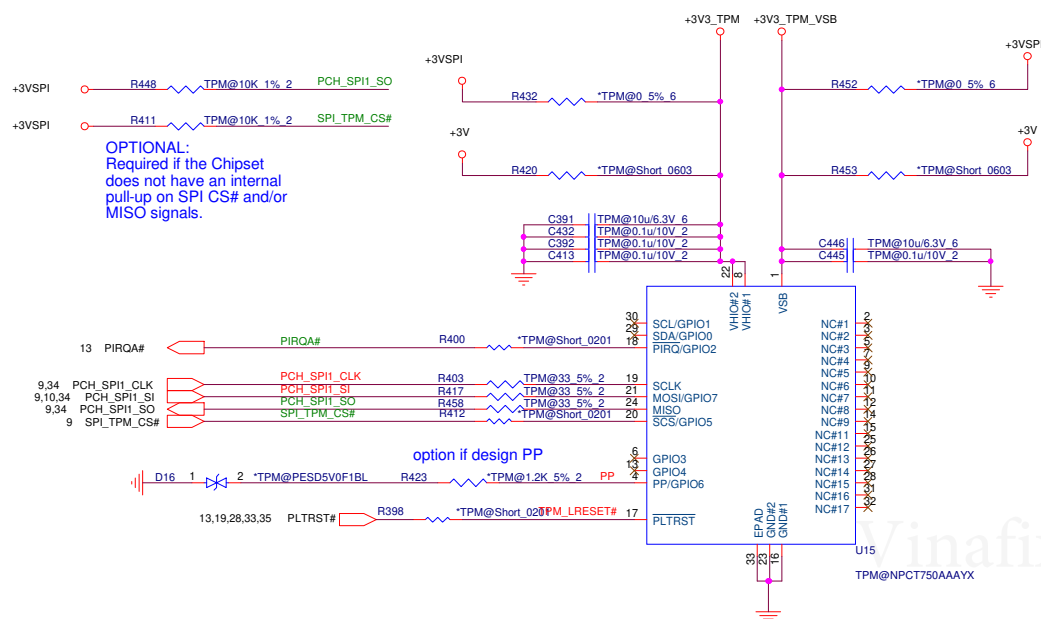 +3V3_TPM +3V3_TPM_VSB
+3VSPI +3VSPI
+3VSPI R448 TPM@10K_1%_2 PCH_SPI1_SO
R432 *TPM@0_5%_6
R452 *TPM@0_5%_6
+3VSPI R411 TPM@10K_1%_2 SPI_TPM_CS#
+3V +3V
OPTIONAL:
Required if the Chipset
does not have an internal
pull-up on SPI CS# and/or
MISO signals.
R420 *TPM@Short_0603
R453 *TPM@Short_0603
C391 TPM@10u/6.3V_6
C432 TPM@0.1u/10V_2
C392 TPM@0.1u/10V_2
C413 TPM@0.1u/10V_2
C446 TPM@10u/6.3V_6
C445 TPM@0.1u/10V_2
22 8 1
VHIO#2 VHIO#1 VSB
30 SCL/GPIO1
29 SDA/GPIO0
13 PIRQA# PIRQA# R400 *TPM@Short_0201 18 PIRQ/GPIO2
9,34 PCH_SPI1_CLK PCH_SPI1_CLK R403 TPM@33_5%_2 19 SCLK
9,10,34 PCH_SPI1_SI PCH_SPI1_SI R417 TPM@33_5%_2 21 MOSI/GPIO7
9,34 PCH_SPI1_SO PCH_SPI1_SO R458 TPM@33_5%_2 24 MISO
9 SPI_TPM_CS# SPI_TPM_CS# R412 *TPM@Short_0201 20 SCS/GPIO5
option if design PP
6 GPIO3
13 GPIO4
D16 1 2 *TPM@PESD5V0F1BL R423 *TPM@1.2K_5%_2 PP 4 PP/GPIO6
13,19,28,33,35 PLTRST# R398 *TPM@Short_0201 TPM_LRESET# 17 PLTRST
NC#1 2
NC#2 3
NC#3 5
NC#4 7
NC#5 9
NC#6 10
NC#7 11
NC#8 12
NC#9 14
NC#11 15
NC#12 25
NC#13 26
NC#14 27
NC#15 28
NC#16 31
NC#17 32
EPAD GND#2 GND#1
33 23 16
U15
TPM@NPCT750AAAYX